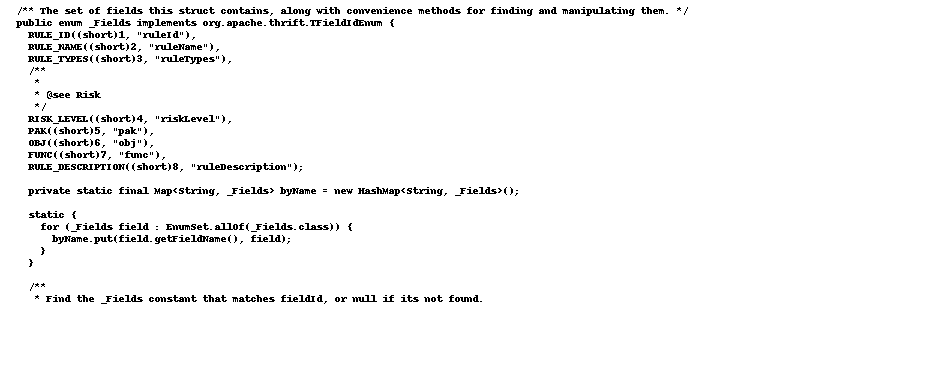 /** The set of fields this struct contains, along with convenience methods for finding and manipulating them. */
public enum _Fields implements org.apache.thrift.TFieldIdEnum {
  RULE_ID((short)1, "ruleId"),
  RULE_NAME((short)2, "ruleName"),
  RULE_TYPES((short)3, "ruleTypes"),
  /**
   *
   * @see Risk
   */
  RISK_LEVEL((short)4, "riskLevel"),
  PAK((short)5, "pak"),
  OBJ((short)6, "obj"),
  FUNC((short)7, "func"),
  RULE_DESCRIPTION((short)8, "ruleDescription");

  private static final Map<String, _Fields> byName = new HashMap<String, _Fields>();

  static {
    for (_Fields field : EnumSet.allOf(_Fields.class)) {
      byName.put(field.getFieldName(), field);
    }
  }

  /**
   * Find the _Fields constant that matches fieldId, or null if its not found.